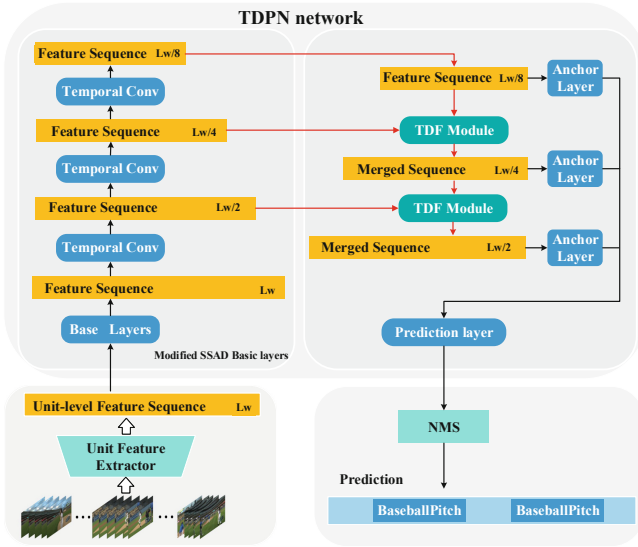 TDPN network
Feature Sequence Lw/8
Temporal Conv
Feature Sequence Lw/4
Temporal Conv
Feature Sequence Lw/2
Temporal Conv
Feature Sequence Lw
Base Layers
Modified SSAD Basic layers
Feature Sequence Lw/8
Anchor
Layer
TDF Module
Merged Sequence Lw/4
Anchor
Layer
TDF Module
Merged Sequence Lw/2
Anchor
Layer
Prediction layer
Unit-level Feature Sequence Lw
Unit Feature
Extractor
... ...
NMS
Prediction
BaseballPitch BaseballPitch